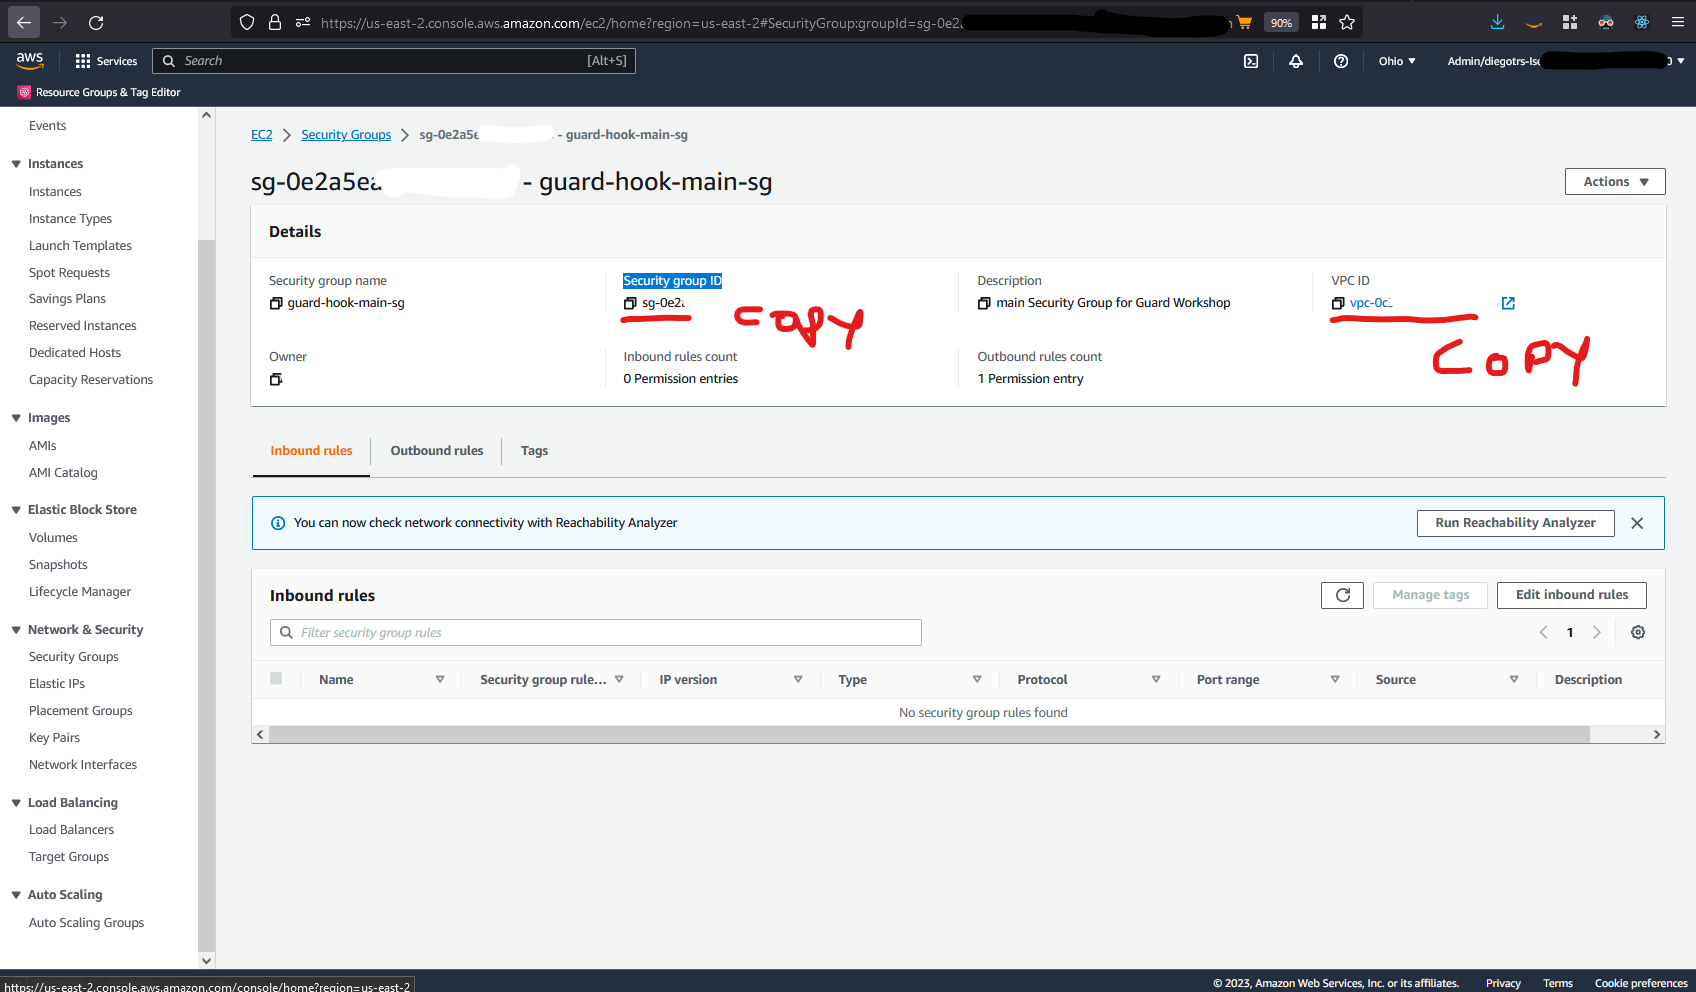 https://us-east-2.console.aws.amazon.com/ec2/home?region=us-east-2#SecurityGroup:groupId=sg-0e2
90%
aws
Services
Search
[Alt+S]
Ohio
Admin/diegotrs-lse
Resource Groups & Tag Editor
Events
Instances
Instances
Instance Types
Launch Templates
Spot Requests
Savings Plans
Reserved Instances
Dedicated Hosts
Capacity Reservations
Images
AMIs
AMI Catalog
Elastic Block Store
Volumes
Snapshots
Lifecycle Manager
Network & Security
Security Groups
Elastic IPs
Placement Groups
Key Pairs
Network Interfaces
Load Balancing
Load Balancers
Target Groups
Auto Scaling
Auto Scaling Groups
EC2 > Security Groups > sg-0e2a5e - guard-hook-main-sg
sg-0e2a5ea - guard-hook-main-sg
Actions
Details
Security group name
guard-hook-main-sg
Security group ID
sg-0e2
copy
Description
main Security Group for Guard Workshop
VPC ID
vpc-0c
COPY
Owner
Inbound rules count
0 Permission entries
Outbound rules count
1 Permission entry
Inbound rules
Outbound rules
Tags
You can now check network connectivity with Reachability Analyzer
Run Reachability Analyzer
Inbound rules
Manage tags
Edit inbound rules
Filter security group rules
1
Name
Security group rule...
IP version
Type
Protocol
Port range
Source
Description
No security group rules found
https://us-east-2.console.aws.amazon.com/console/home?region=us-east-2
© 2023, Amazon Web Services, Inc. or its affiliates.
Privacy
Terms
Cookie preferences